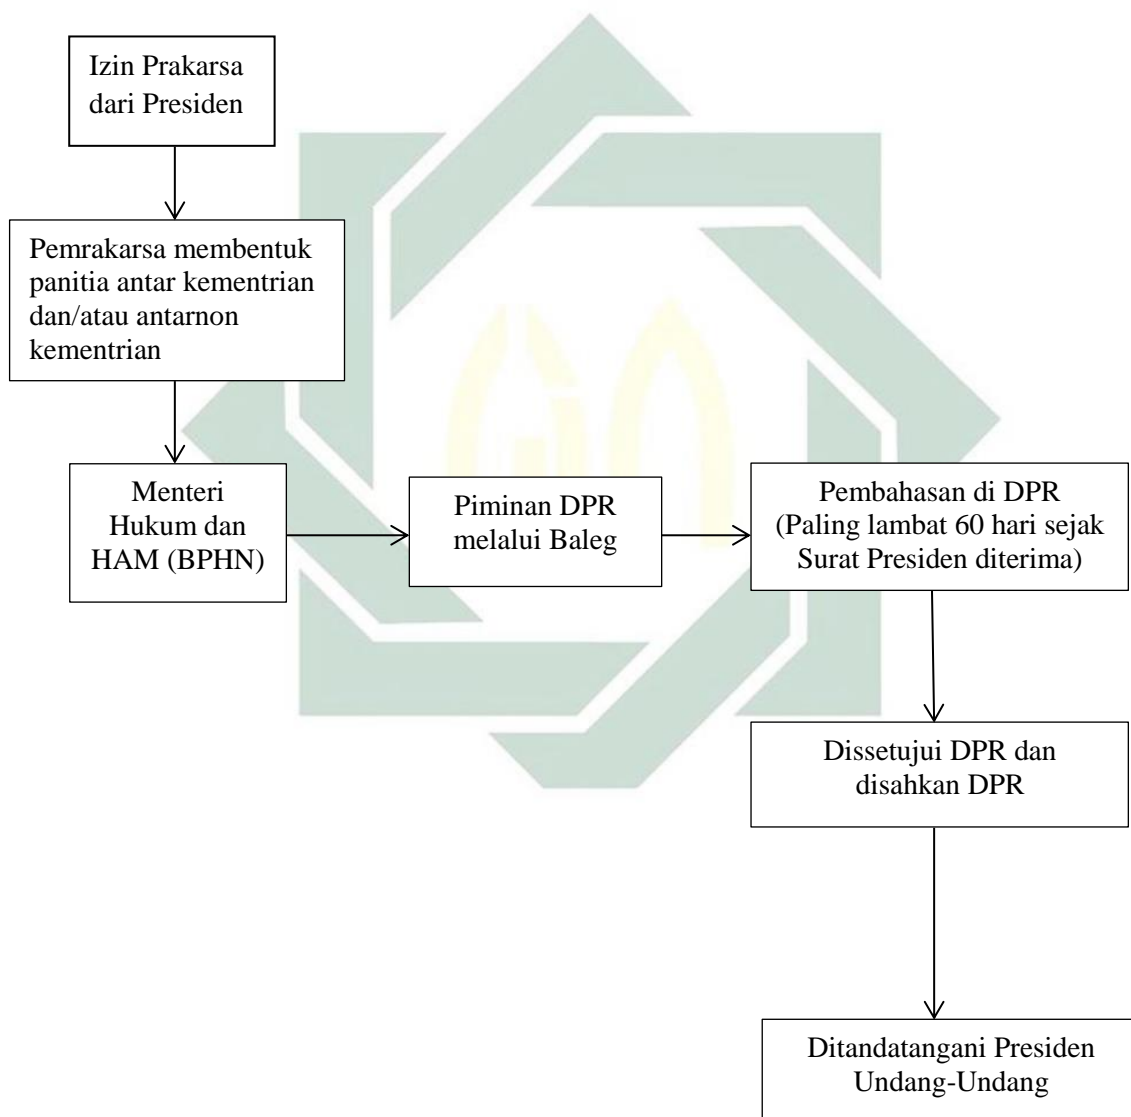 Izin Prakarsa
dari Presiden
Pemrakarsa membentuk
panitia antar kementrian
dan/atau antarnon
kementrian
Menteri
Hukum dan
HAM (BPHN)
Piminan DPR
melalui Baleg
Pembahasan di DPR
(Paling lambat 60 hari sejak
Surat Presiden diterima)
Dissetujui DPR dan
disahkan DPR
Ditandatangani Presiden
Undang-Undang